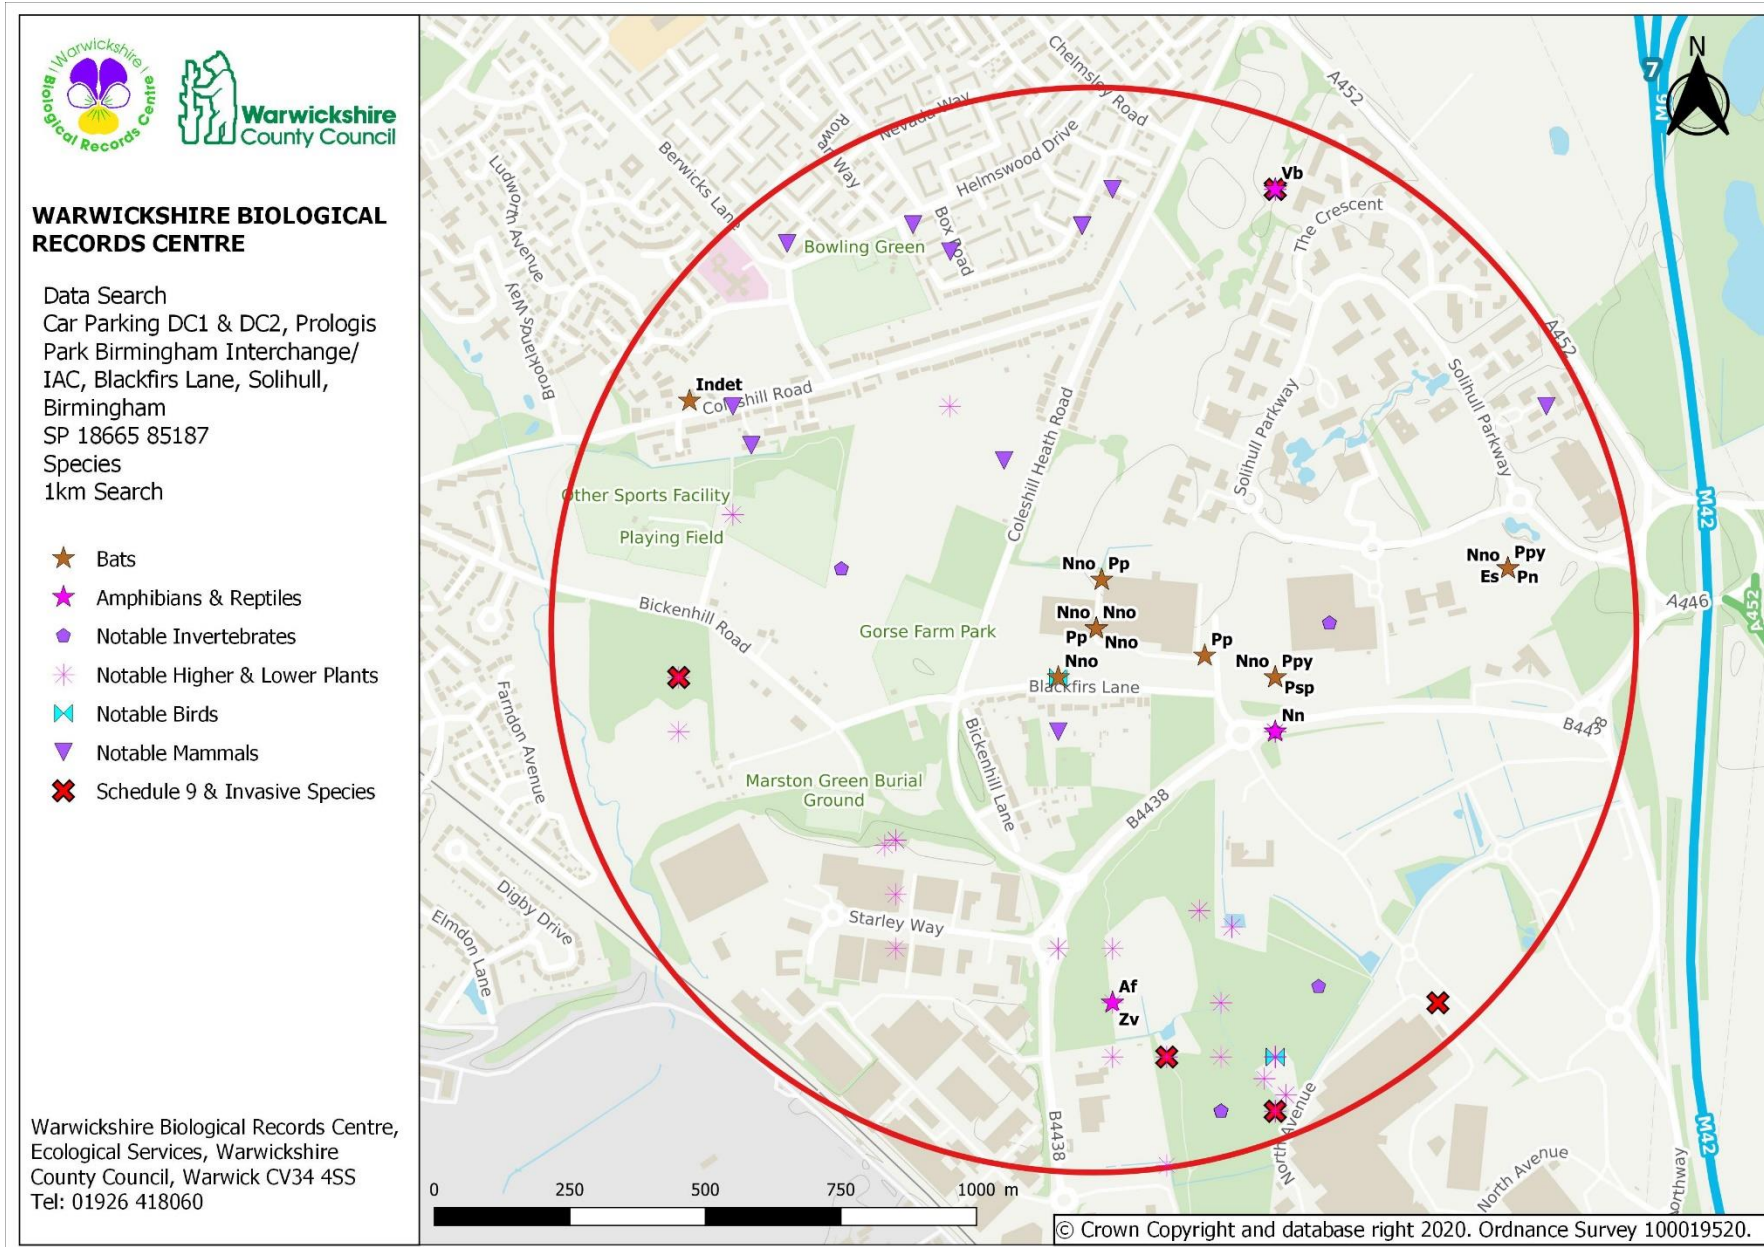 Warwickshire
Biological Records Centre
Warwickshire
County Council
WARWICKSHIRE BIOLOGICAL
RECORDS CENTRE
Data Search
Car Parking DC1 & DC2, Prologis
Park Birmingham Interchange/
IAC, Blackfirs Lane, Solihull,
Birmingham
SP 18665 85187
Species
1km Search
Bats
Amphibians & Reptiles
Notable Invertebrates
Notable Higher & Lower Plants
Notable Birds
Notable Mammals
Schedule 9 & Invasive Species
Warwickshire Biological Records Centre,
Ecological Services, Warwickshire
County Council, Warwick CV34 4SS
Tel: 01926 418060
N
7
M6
Chelmsley Road
A452
Nevada Way
Rowan Way
Helmswood Drive
Berwicks Lane
Ludworth Avenue
Vb
The Crescent
Box Road
Bowling Green
Brooklands Way
A452
Indet
Coleshill Road
Solihull Parkway
Solihull Parkway
Coleshill Heath Road
Other Sports Facility
Playing Field
M42
Nno Pp
Nno Ppy
Es Pn
A446
A452
Bickenhill Road
Gorse Farm Park
Nno Nno
Pp Nno
Pp
Nno
Nno Ppy
Psp
Blackfirs Lane
Nn
B4438
Farndon Avenue
Bickenhill Lane
Marston Green Burial
Ground
B4438
Digby Drive
Elmdon Lane
Starley Way
Af
Zv
B4438
North Avenue
North Avenue
Northway
M42
0 250 500 750 1000 m
© Crown Copyright and database right 2020. Ordnance Survey 100019520.